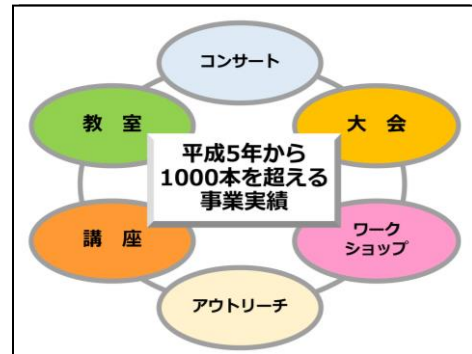 コンサート
教　室
大　会
平成5年から
1000本を超える
事業実績
講　座
ワーク
ショップ
アウトリーチ